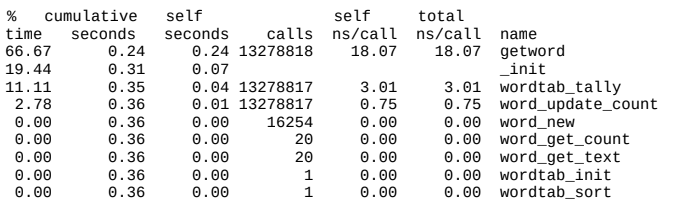 %   cumulative   self              self     total
time   seconds   seconds    calls  ns/call  ns/call  name
66.67      0.24     0.24 13278818    18.07    18.07  getword
19.44      0.31     0.07                             _init
11.11      0.35     0.04 13278817     3.01     3.01  wordtab_tally
2.78      0.36     0.01 13278817     0.75     0.75  word_update_count
0.00      0.36     0.00    16254     0.00     0.00  word_new
0.00      0.36     0.00       20     0.00     0.00  word_get_count
0.00      0.36     0.00       20     0.00     0.00  word_get_text
0.00      0.36     0.00        1     0.00     0.00  wordtab_init
0.00      0.36     0.00        1     0.00     0.00  wordtab_sort